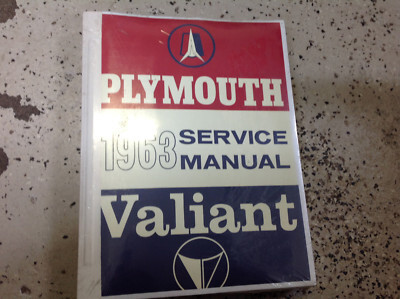 PLYMOUTH
1963 SERVICE
MANUAL
Valiant